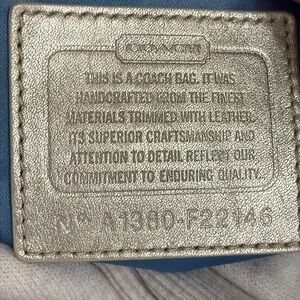 COACH
THIS IS A COACH BAG. IT WAS
HANDCRAFTED FROM THE FINEST
MATERIALS TRIMMED WITH LEATHER.
ITS SUPERIOR CRAFTSMANSHIP AND
ATTENTION TO DETAIL REFLECT OUR
COMMITMENT TO ENDURING QUALITY.
Nº A1380-F22146